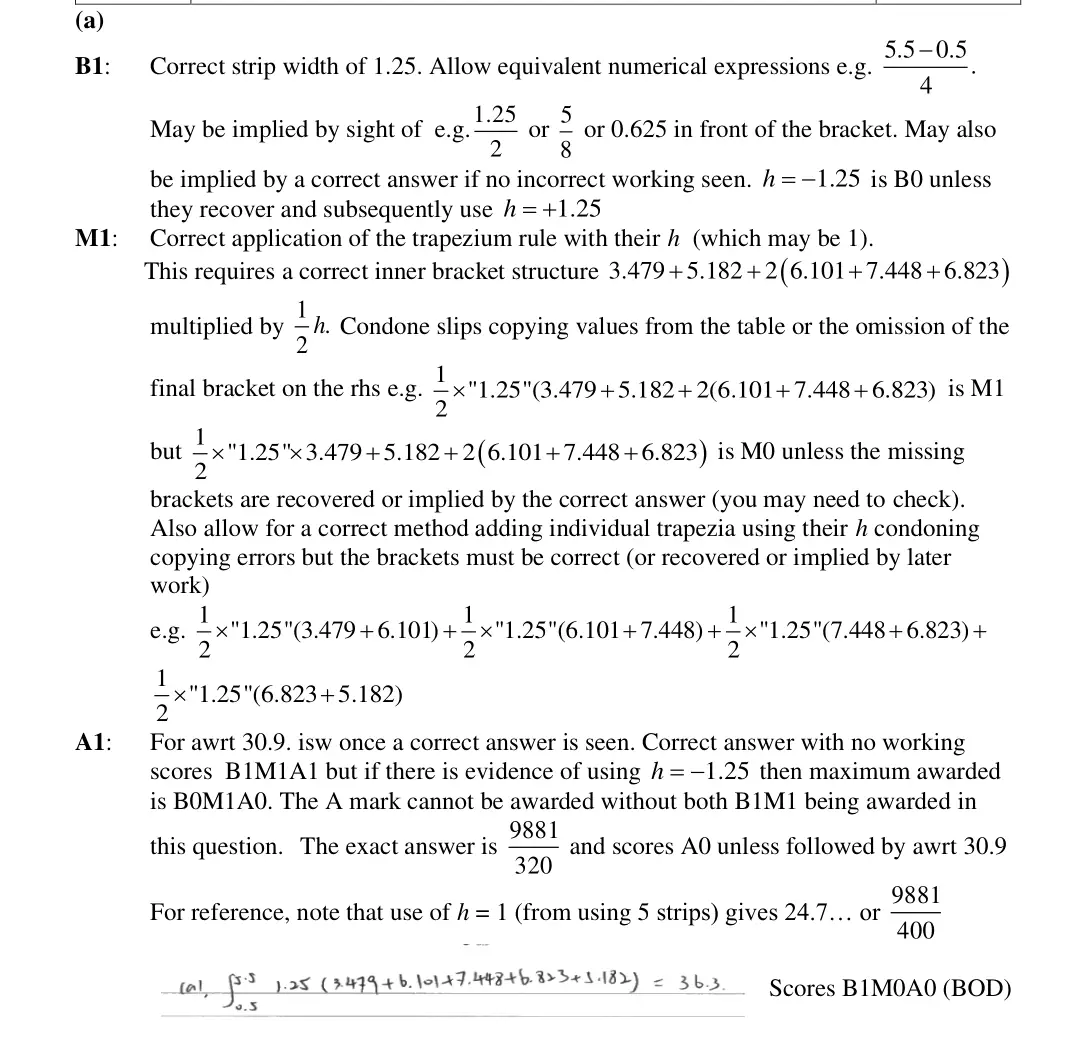 (a)
B1: Correct strip width of 1.25. Allow equivalent numerical expressions e.g. (5.5−0.5)/4.
May be implied by sight of e.g. 1.25/2 or 5/8 or 0.625 in front of the bracket. May also
be implied by a correct answer if no incorrect working seen. h = −1.25 is B0 unless
they recover and subsequently use h = +1.25
M1: Correct application of the trapezium rule with their h (which may be 1).
This requires a correct inner bracket structure 3.479+5.182+2(6.101+7.448+6.823)
multiplied by 1/2 h. Condone slips copying values from the table or the omission of the
final bracket on the rhs e.g. 1/2×"1.25"(3.479+5.182+2(6.101+7.448+6.823) is M1
but 1/2×"1.25"×3.479+5.182+2(6.101+7.448+6.823) is M0 unless the missing
brackets are recovered or implied by the correct answer (you may need to check).
Also allow for a correct method adding individual trapezia using their h condoning
copying errors but the brackets must be correct (or recovered or implied by later
work)
e.g. 1/2×"1.25"(3.479+6.101)+1/2×"1.25"(6.101+7.448)+1/2×"1.25"(7.448+6.823)+
1/2×"1.25"(6.823+5.182)
A1: For awrt 30.9. isw once a correct answer is seen. Correct answer with no working
scores B1M1A1 but if there is evidence of using h = −1.25 then maximum awarded
is B0M1A0. The A mark cannot be awarded without both B1M1 being awarded in
this question. The exact answer is 9881/320 and scores A0 unless followed by awrt 30.9
For reference, note that use of h = 1 (from using 5 strips) gives 24.7… or 9881/400
(a), ∫_0.5^5.5 1.25 (3.479+6.101+7.448+6.823+5.182) = 36.3. Scores B1M0A0 (BOD)